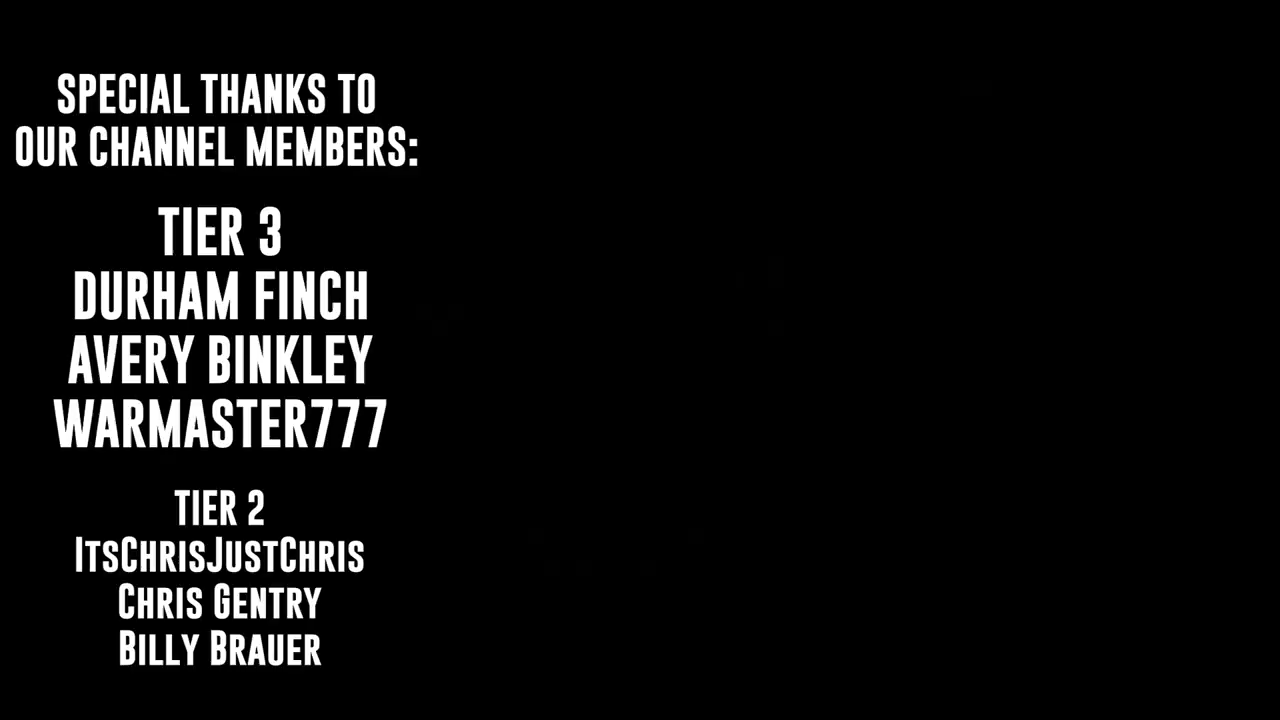 SPECIAL THANKS TO
OUR CHANNEL MEMBERS:
TIER 3
DURHAM FINCH
AVERY BINKLEY
WARMASTER777
TIER 2
ItsChrisJustChris
Chris Gentry
Billy Brauer